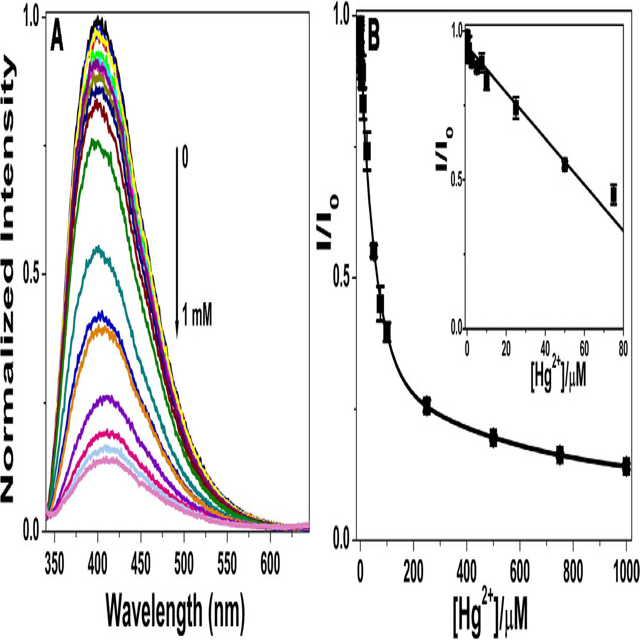 A
Normalized Intensity
1.0
0.5
0.0
0
1 mM
350 400 450 500 550 600
Wavelength (nm)
B
I/I₀
1.0
0.5
0.0
0 200 400 600 800 1000
[Hg²⁺]/µM
I/I₀
1.0
0.5
0.0
0 20 40 60 80
[Hg²⁺]/µM